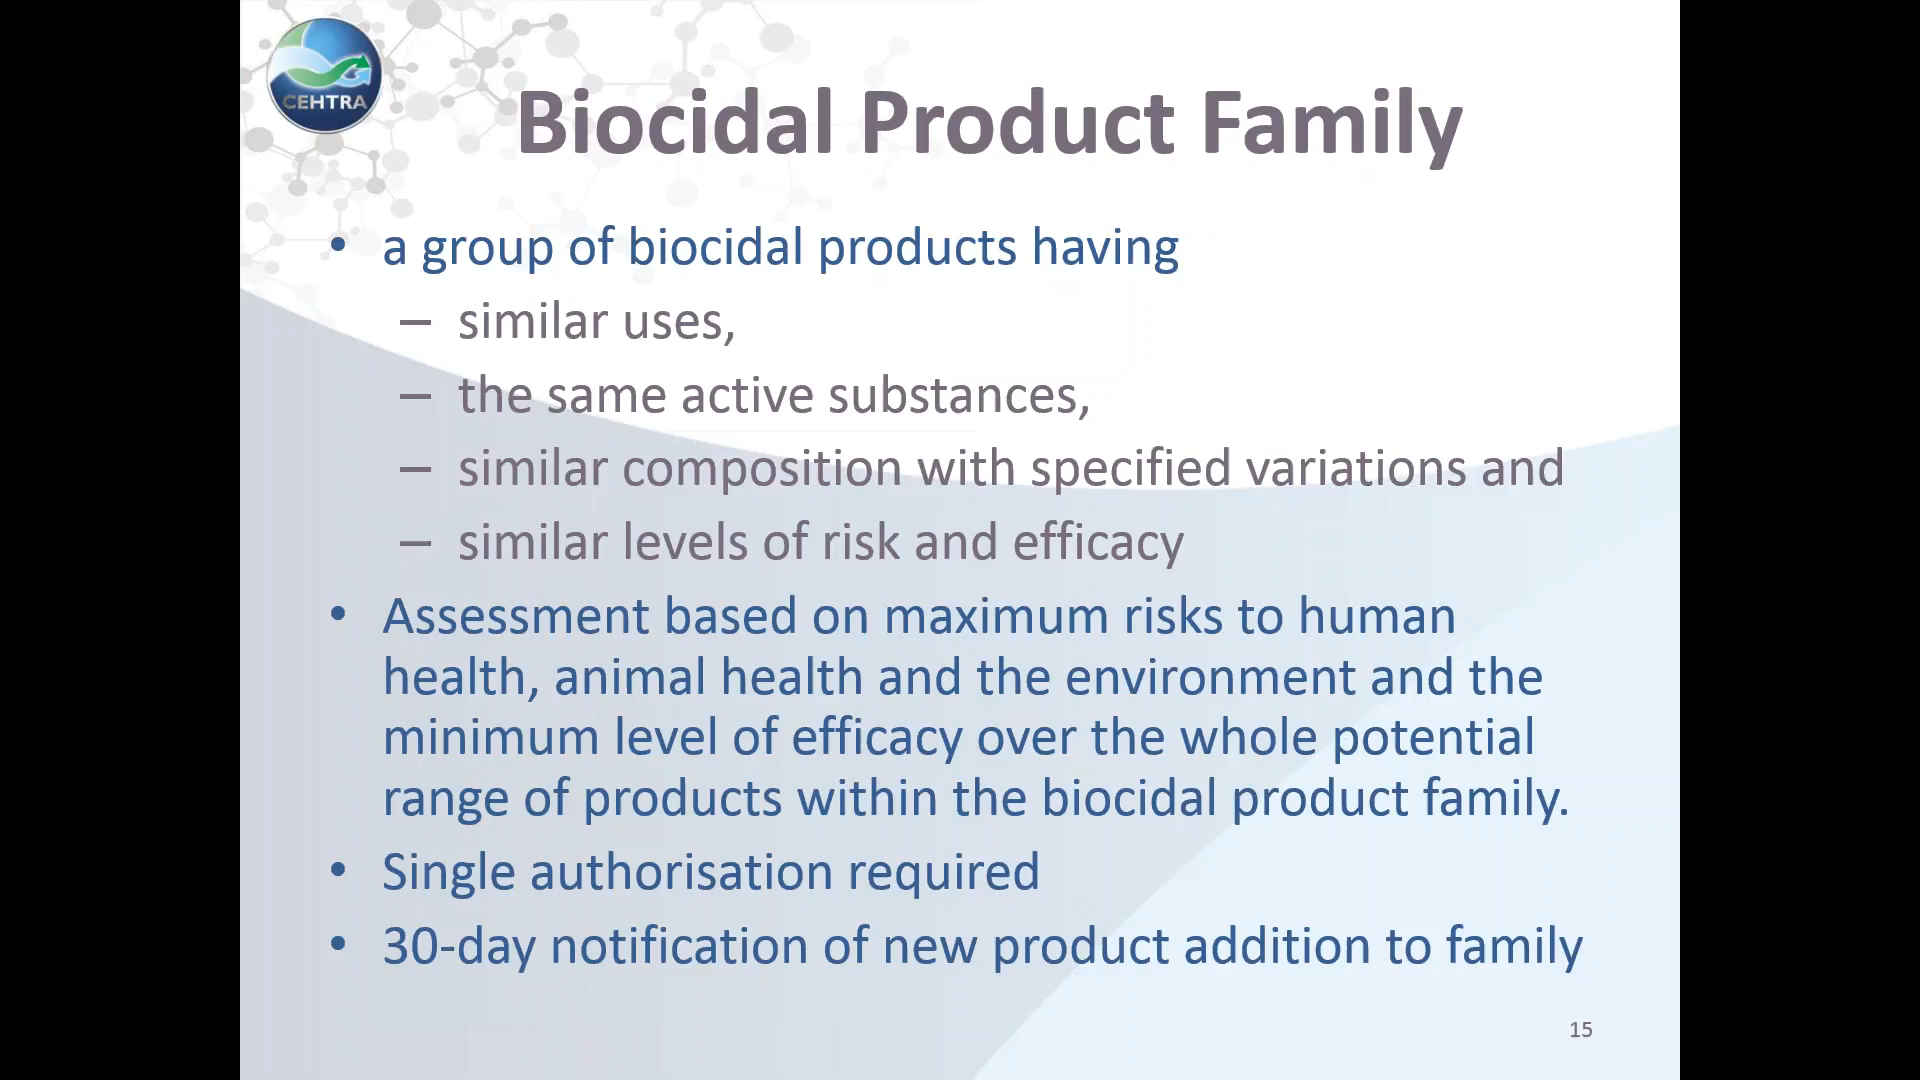 CEHTRA
Biocidal Product Family
• a group of biocidal products having
– similar uses,
– the same active substances,
– similar composition with specified variations and
– similar levels of risk and efficacy
• Assessment based on maximum risks to human
health, animal health and the environment and the
minimum level of efficacy over the whole potential
range of products within the biocidal product family.
• Single authorisation required
• 30-day notification of new product addition to family
15